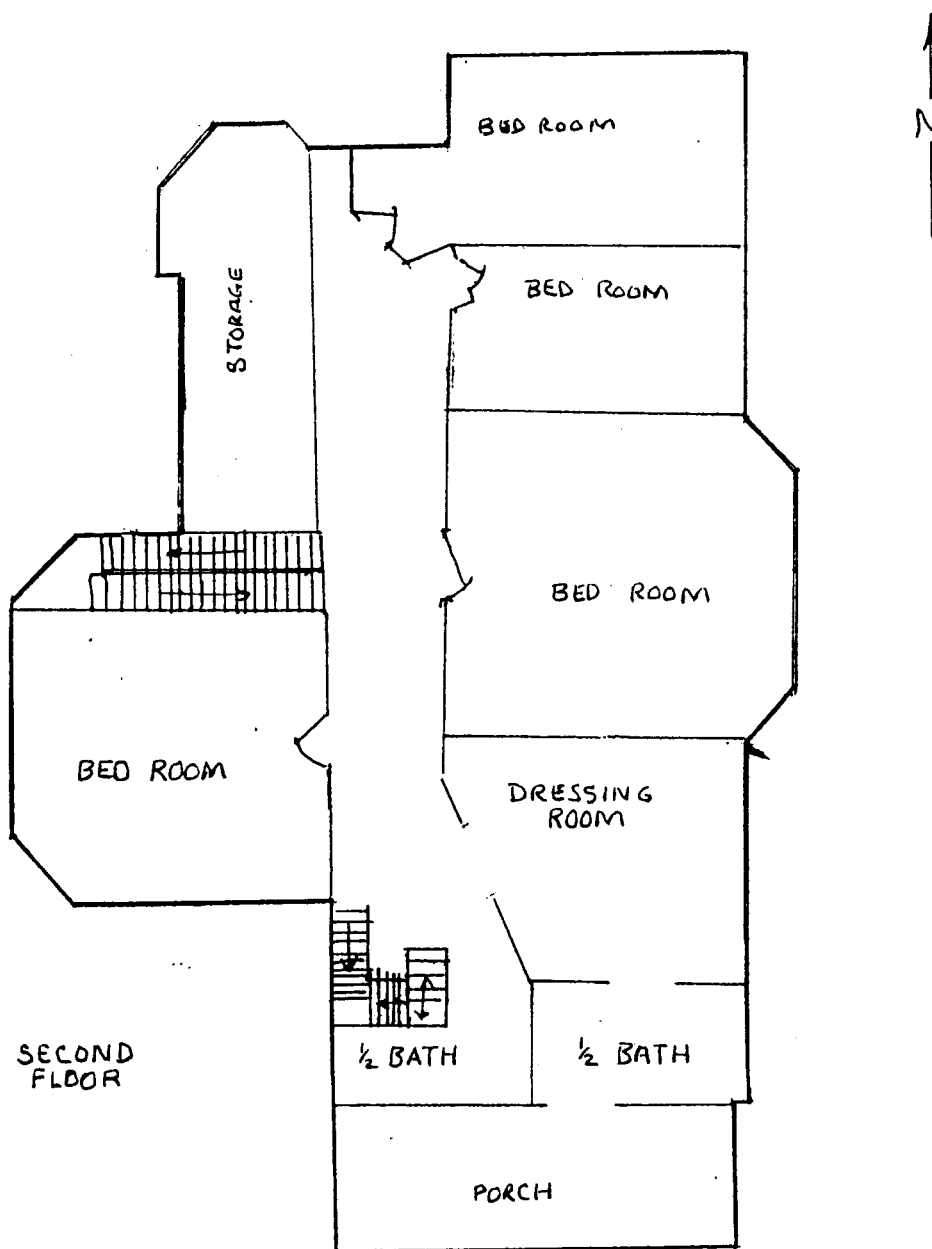 BED ROOM
N
STORAGE
BED ROOM
BED ROOM
BED ROOM
DRESSING
ROOM
SECOND
FLOOR
½ BATH
½ BATH
PORCH